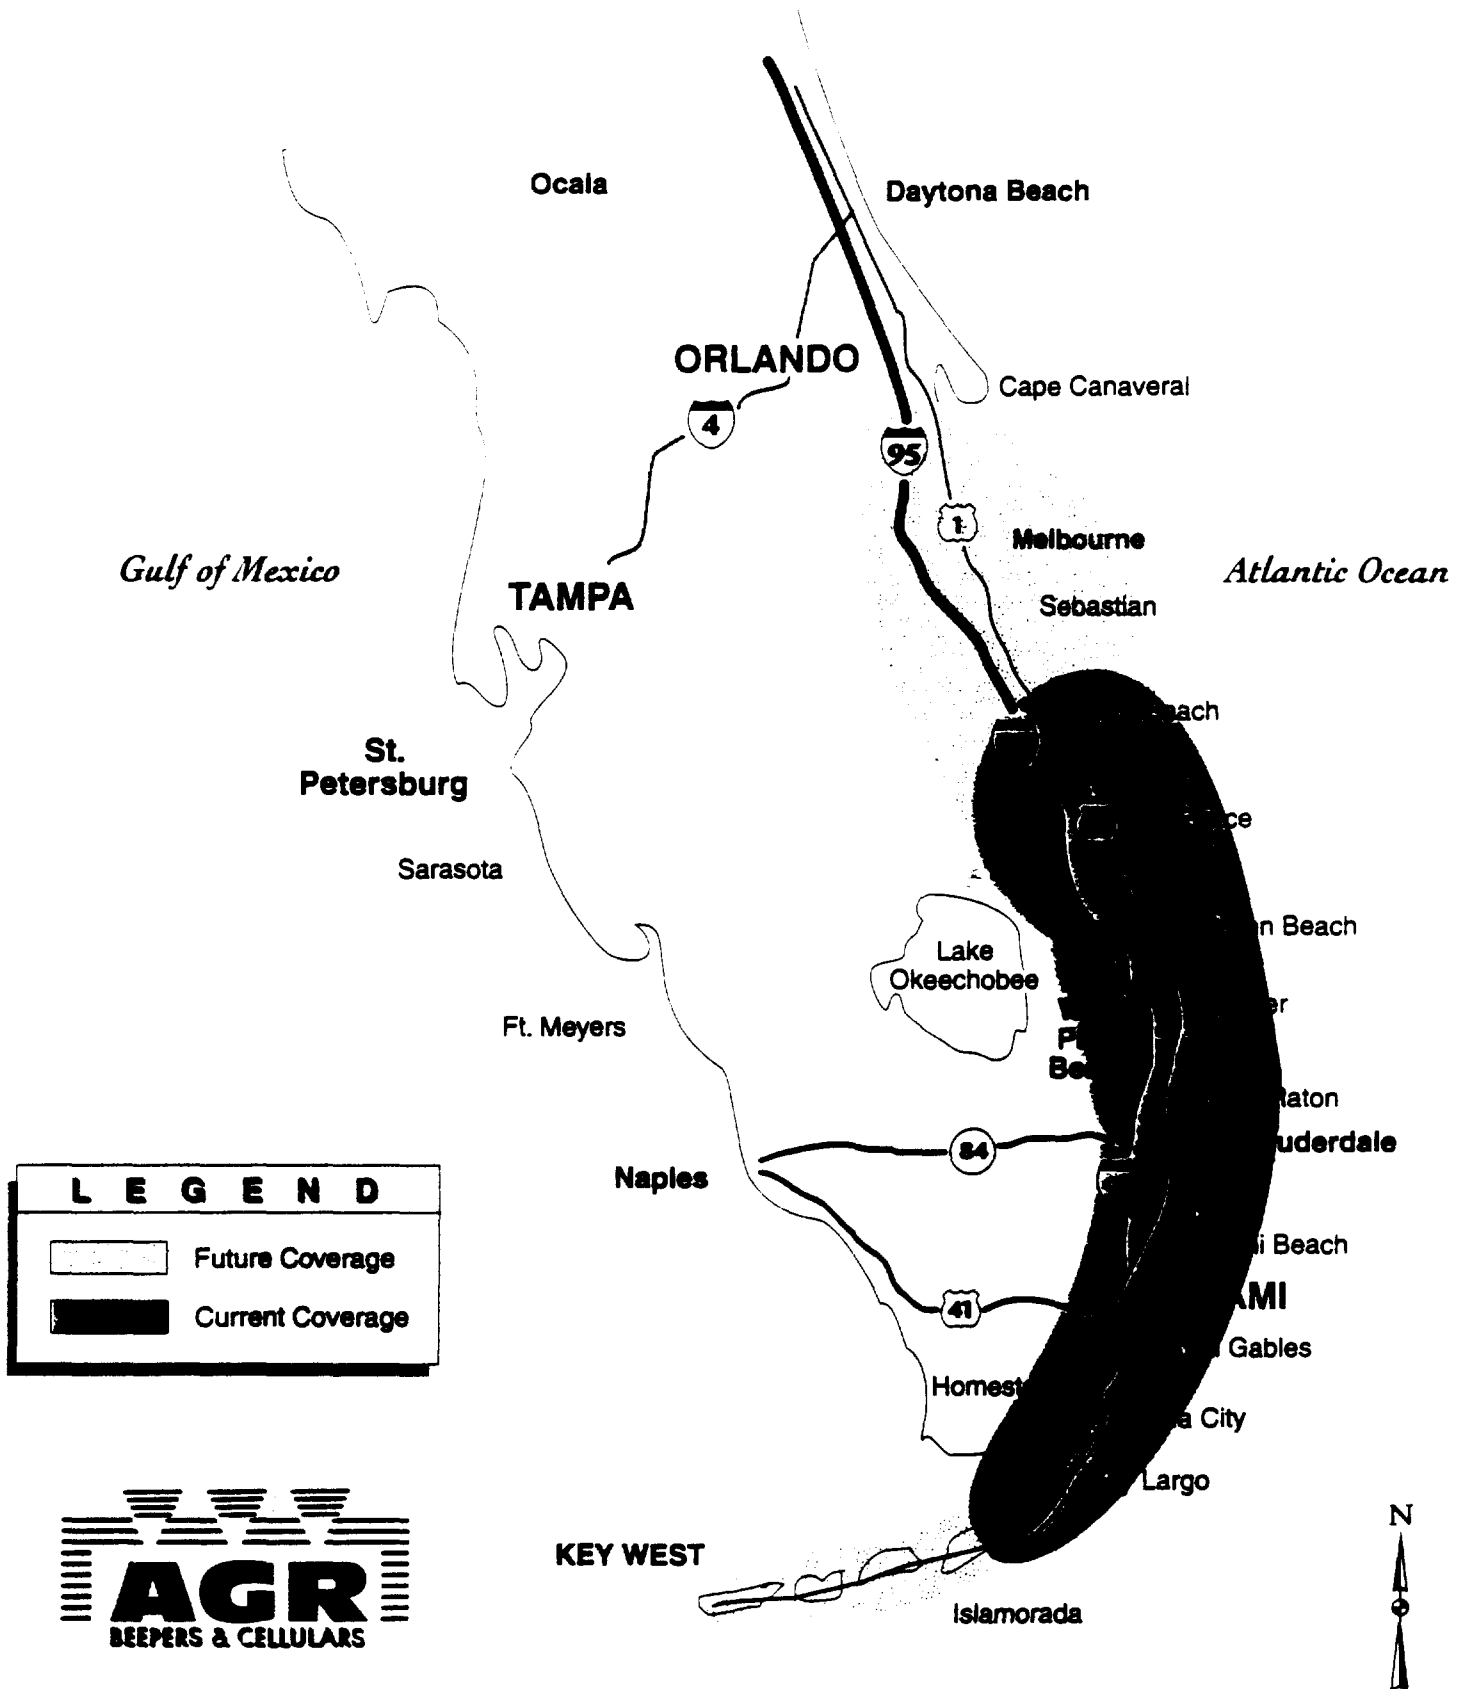 Ocala
Daytona Beach
ORLANDO
Cape Canaveral
4
95
1
Melbourne
Gulf of Mexico
Atlantic Ocean
TAMPA
Sebastian
St.
Petersburg
Sarasota
Lake
Okeechobee
Ft. Meyers
84
Naples
LEGEND
Future Coverage
Current Coverage
41
Gables
City
Largo
KEY WEST
Islamorada
N
AGR
BEEPERS & CELLULARS